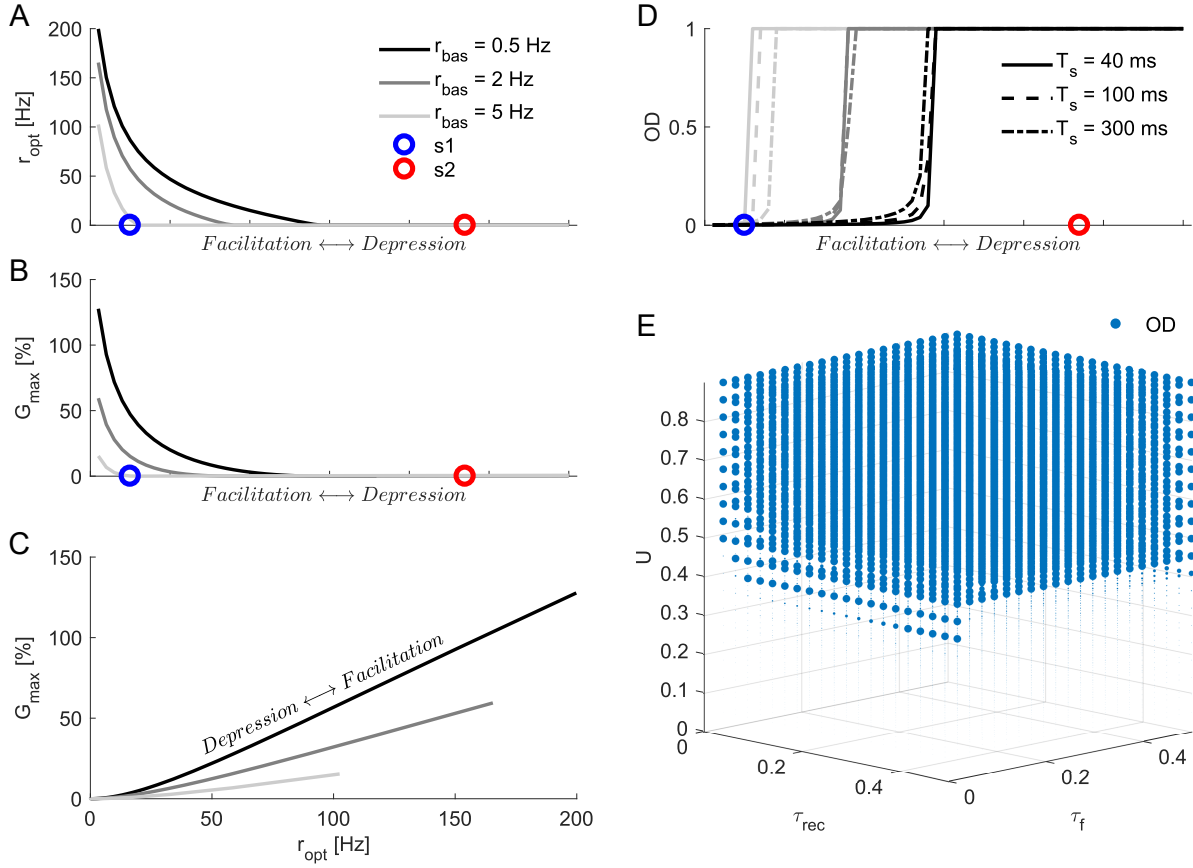 A
200
150
100
50
0
r_opt [Hz]
r_bas = 0.5 Hz
r_bas = 2 Hz
r_bas = 5 Hz
s1
s2
Facilitation ⟷ Depression
B
150
100
50
0
G_max [%]
Facilitation ⟷ Depression
C
150
100
50
0
G_max [%]
Depression ⟷ Facilitation
0 50 100 150 200
r_opt [Hz]
D
1
0.5
0
OD
T_s = 40 ms
T_s = 100 ms
T_s = 300 ms
Facilitation ⟷ Depression
E
OD
0.8
0.7
0.6
0.5
0.4
0.3
0.2
0.1
0
U
0 0.2 0.4
τ_rec
0 0.2 0.4
τ_f